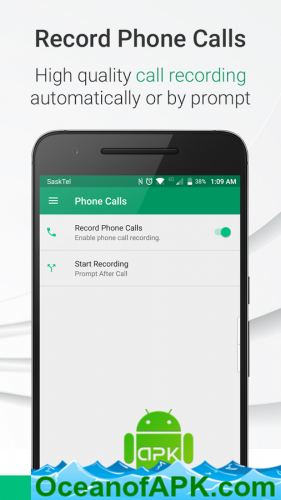 Record Phone Calls
High quality call recording
automatically or by prompt
SaskTel N 4G 38% 1:09 AM
Phone Calls
Record Phone Calls
Enable phone call recording.
Start Recording
Prompt After Call
APK
OceanofAPK.com